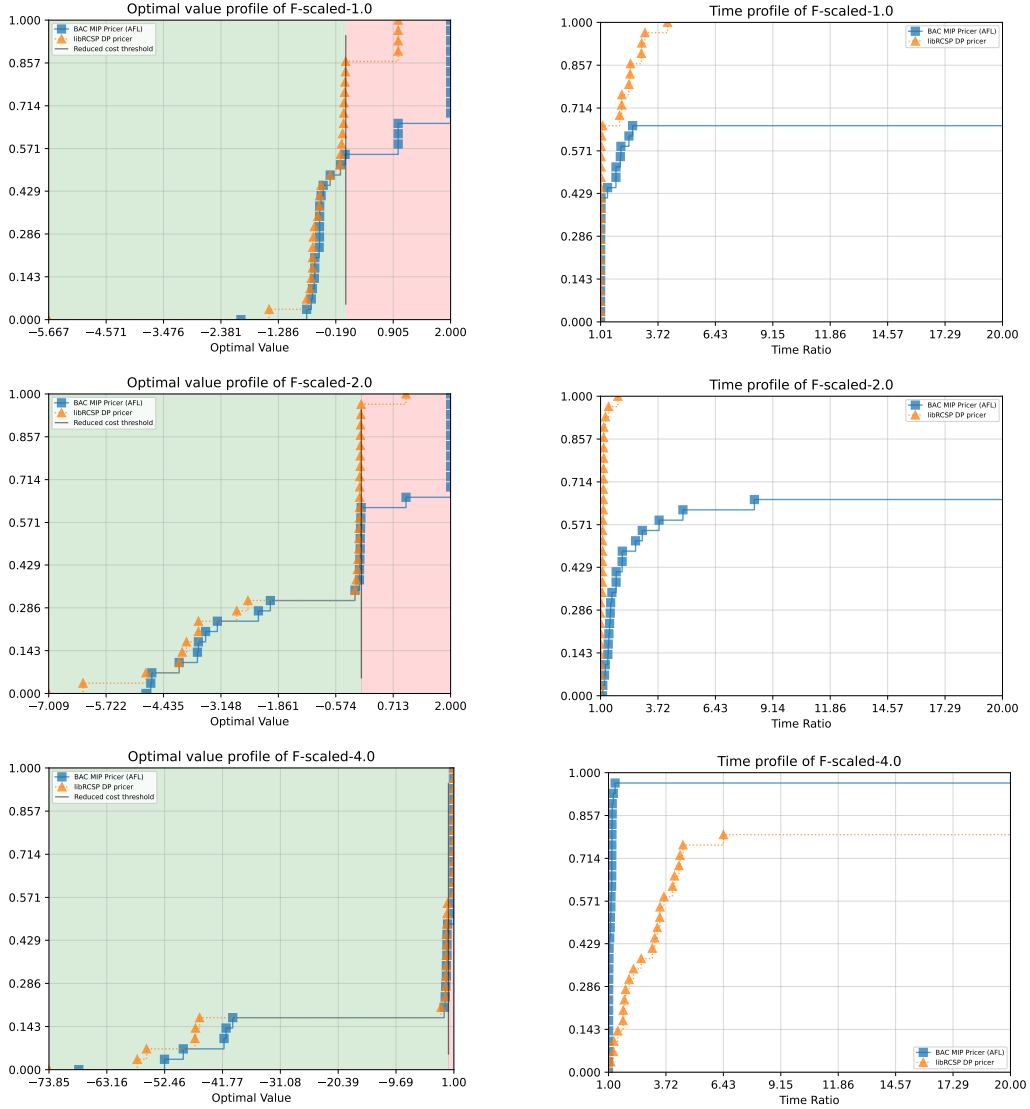 Optimal value profile of F-scaled-1.0
BAC MIP Pricer (AFL)
libRCSP DP pricer
Reduced cost threshold
1.000
0.857
0.714
0.571
0.429
0.286
0.143
0.000
−5.667 −4.571 −3.476 −2.381 −1.286 −0.190 0.905 2.000
Optimal Value
Time profile of F-scaled-1.0
BAC MIP Pricer (AFL)
libRCSP DP pricer
1.000
0.857
0.714
0.571
0.429
0.286
0.143
0.000
1.01 3.72 6.43 9.15 11.86 14.57 17.29 20.00
Time Ratio
Optimal value profile of F-scaled-2.0
BAC MIP Pricer (AFL)
libRCSP DP pricer
Reduced cost threshold
1.000
0.857
0.714
0.571
0.429
0.286
0.143
0.000
−7.009 −5.722 −4.435 −3.148 −1.861 −0.574 0.713 2.000
Optimal Value
Time profile of F-scaled-2.0
BAC MIP Pricer (AFL)
libRCSP DP pricer
1.000
0.857
0.714
0.571
0.429
0.286
0.143
0.000
1.00 3.72 6.43 9.15 11.86 14.57 17.29 20.00
Time Ratio
Optimal value profile of F-scaled-4.0
BAC MIP Pricer (AFL)
libRCSP DP pricer
Reduced cost threshold
1.000
0.857
0.714
0.571
0.429
0.286
0.143
0.000
−73.85 −63.16 −52.46 −41.77 −31.08 −20.39 −9.69 1.00
Optimal Value
Time profile of F-scaled-4.0
1.000
0.857
0.714
0.571
0.429
0.286
0.143
0.000
BAC MIP Pricer (AFL)
libRCSP DP pricer
1.00 3.72 6.43 9.15 11.86 14.57 17.29 20.00
Time Ratio